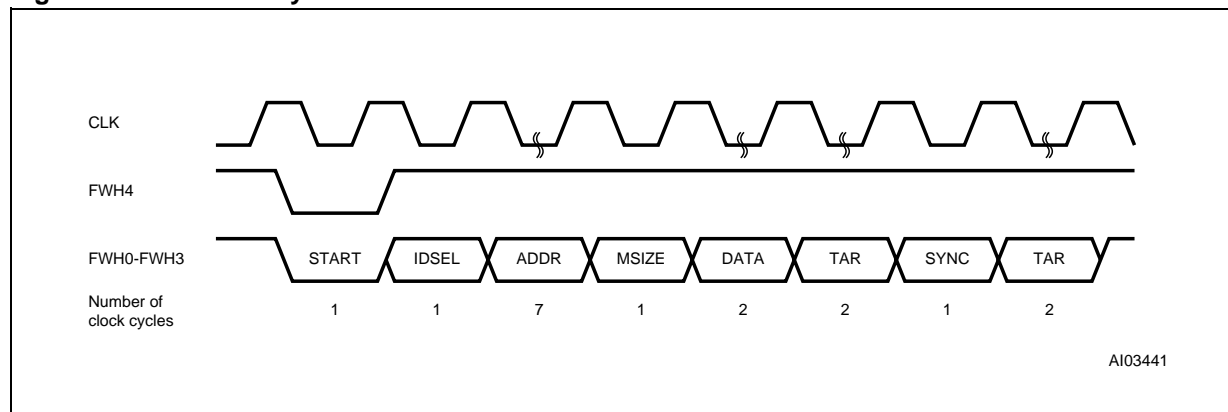 CLK
FWH4
FWH0-FWH3 START IDSEL ADDR MSIZE DATA TAR SYNC TAR
Number of
clock cycles 1 1 7 1 2 2 1 2
AI03441